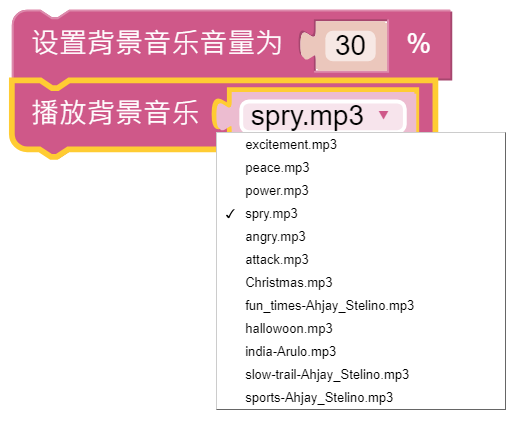 设置背景音乐音量为 30 %
播放背景音乐 spry.mp3
excitement.mp3
peace.mp3
power.mp3
spry.mp3
angry.mp3
attack.mp3
Christmas.mp3
fun_times-Ahjay_Stelino.mp3
hallowoon.mp3
india-Arulo.mp3
slow-trail-Ahjay_Stelino.mp3
sports-Ahjay_Stelino.mp3